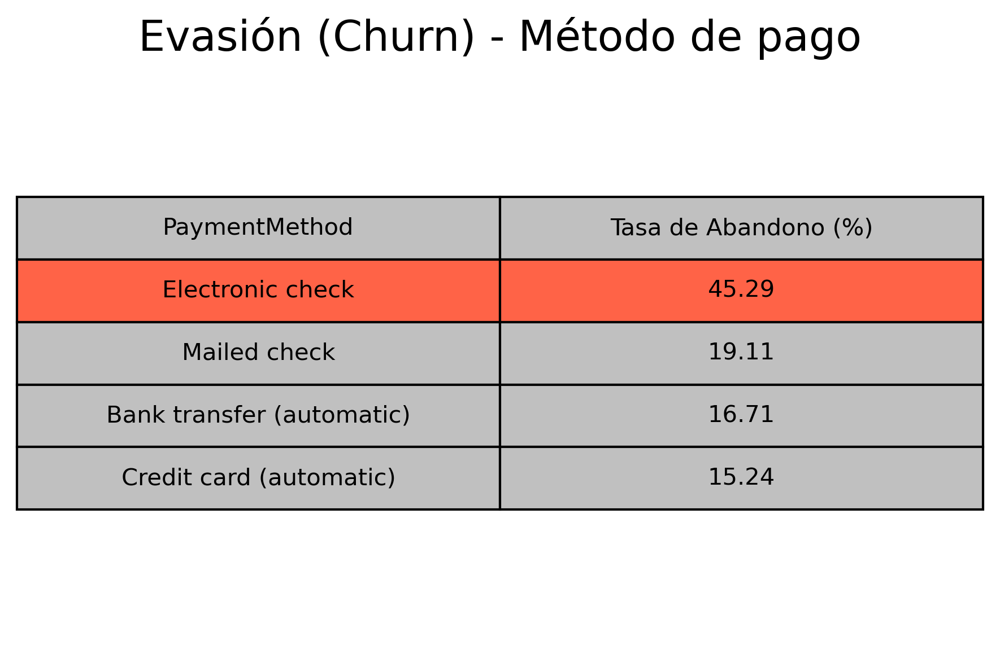 Evasión (Churn) - Método de pago
PaymentMethod Tasa de Abandono (%)
Electronic check 45.29
Mailed check 19.11
Bank transfer (automatic) 16.71
Credit card (automatic) 15.24